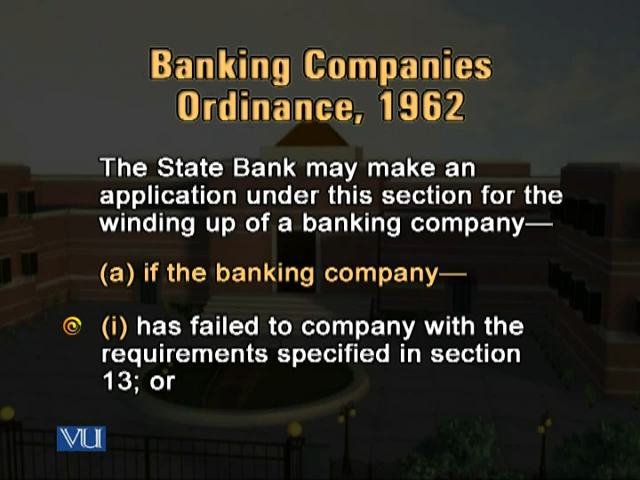 Banking Companies
Ordinance, 1962
The State Bank may make an
application under this section for the
winding up of a banking company—
(a) if the banking company—
(i) has failed to company with the
requirements specified in section
13; or
VU